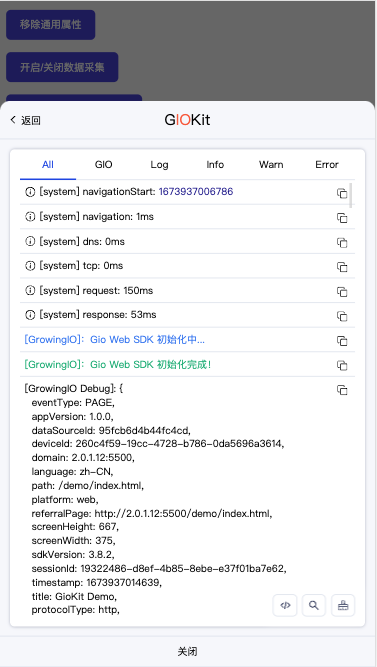 移除通用属性
开启/关闭数据采集
返回
GIOKit
All GIO Log Info Warn Error
[system] navigationStart: 1673937006786
[system] navigation: 1ms
[system] dns: 0ms
[system] tcp: 0ms
[system] request: 150ms
[system] response: 53ms
[GrowingIO]：Gio Web SDK 初始化中...
[GrowingIO]：Gio Web SDK 初始化完成！
[GrowingIO Debug]: {
eventType: PAGE,
appVersion: 1.0.0,
dataSourceId: 95fcb6d4b44fc4cd,
deviceId: 260c4f59-19cc-4728-b786-0da5696a3614,
domain: 2.0.1.12:5500,
language: zh-CN,
path: /demo/index.html,
platform: web,
referralPage: http://2.0.1.12:5500/demo/index.html,
screenHeight: 667,
screenWidth: 375,
sdkVersion: 3.8.2,
sessionId: 19322486-d8ef-4b85-8ebe-e37f01ba7e62,
timestamp: 1673937014639,
title: GioKit Demo,
protocolType: http,
关闭